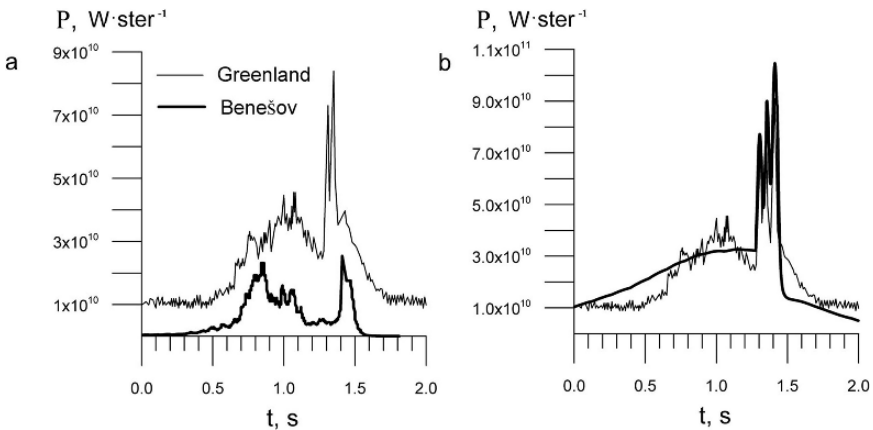 P, W·ster⁻¹
a
9x10¹⁰
7x10¹⁰
5x10¹⁰
3x10¹⁰
1x10¹⁰
Greenland
Benešov
0.0 0.5 1.0 1.5 2.0
t, s
P, W·ster⁻¹
b
1.1x10¹¹
9.0x10¹⁰
7.0x10¹⁰
5.0x10¹⁰
3.0x10¹⁰
1.0x10¹⁰
0.0 0.5 1.0 1.5 2.0
t, s